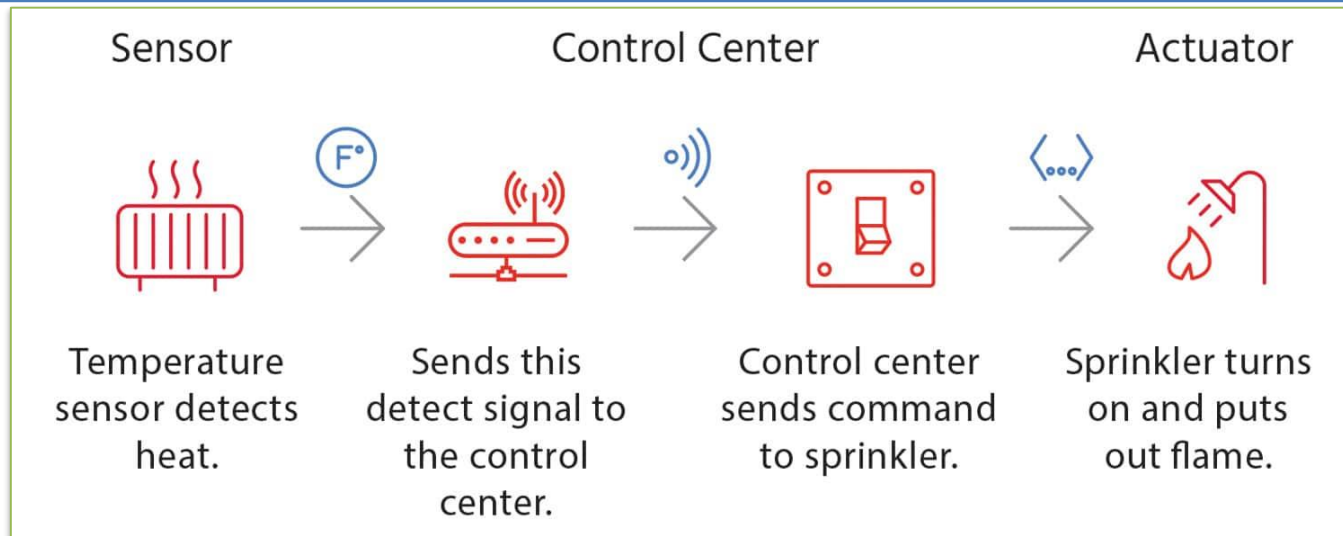 Sensor
Control Center
Actuator
F°
Temperature
sensor detects
heat.
Sends this
detect signal to
the control
center.
Control center
sends command
to sprinkler.
Sprinkler turns
on and puts
out flame.